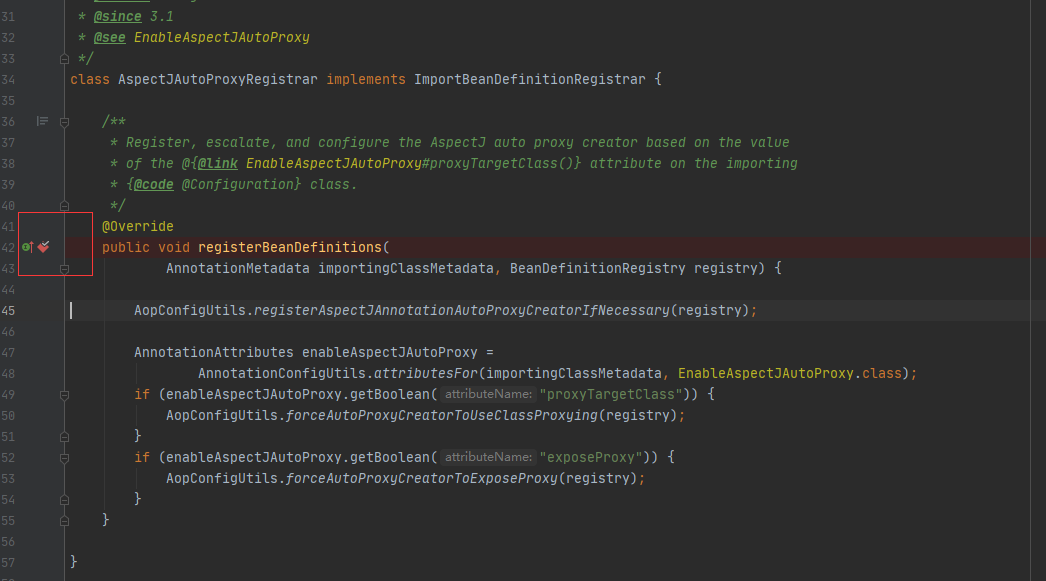 31 * @since 3.1
32 * @see EnableAspectJAutoProxy
33 */
34 class AspectJAutoProxyRegistrar implements ImportBeanDefinitionRegistrar {
35
36 /**
37 * Register, escalate, and configure the AspectJ auto proxy creator based on the value
38 * of the @{@link EnableAspectJAutoProxy#proxyTargetClass()} attribute on the importing
39 * {@code @Configuration} class.
40 */
41 @Override
42 public void registerBeanDefinitions(
43 AnnotationMetadata importingClassMetadata, BeanDefinitionRegistry registry) {
44
45 AopConfigUtils.registerAspectJAnnotationAutoProxyCreatorIfNecessary(registry);
46
47 AnnotationAttributes enableAspectJAutoProxy =
48 AnnotationConfigUtils.attributesFor(importingClassMetadata, EnableAspectJAutoProxy.class);
49 if (enableAspectJAutoProxy.getBoolean( attributeName: "proxyTargetClass")) {
50 AopConfigUtils.forceAutoProxyCreatorToUseClassProxying(registry);
51 }
52 if (enableAspectJAutoProxy.getBoolean( attributeName: "exposeProxy")) {
53 AopConfigUtils.forceAutoProxyCreatorToExposeProxy(registry);
54 }
55 }
56
57 }